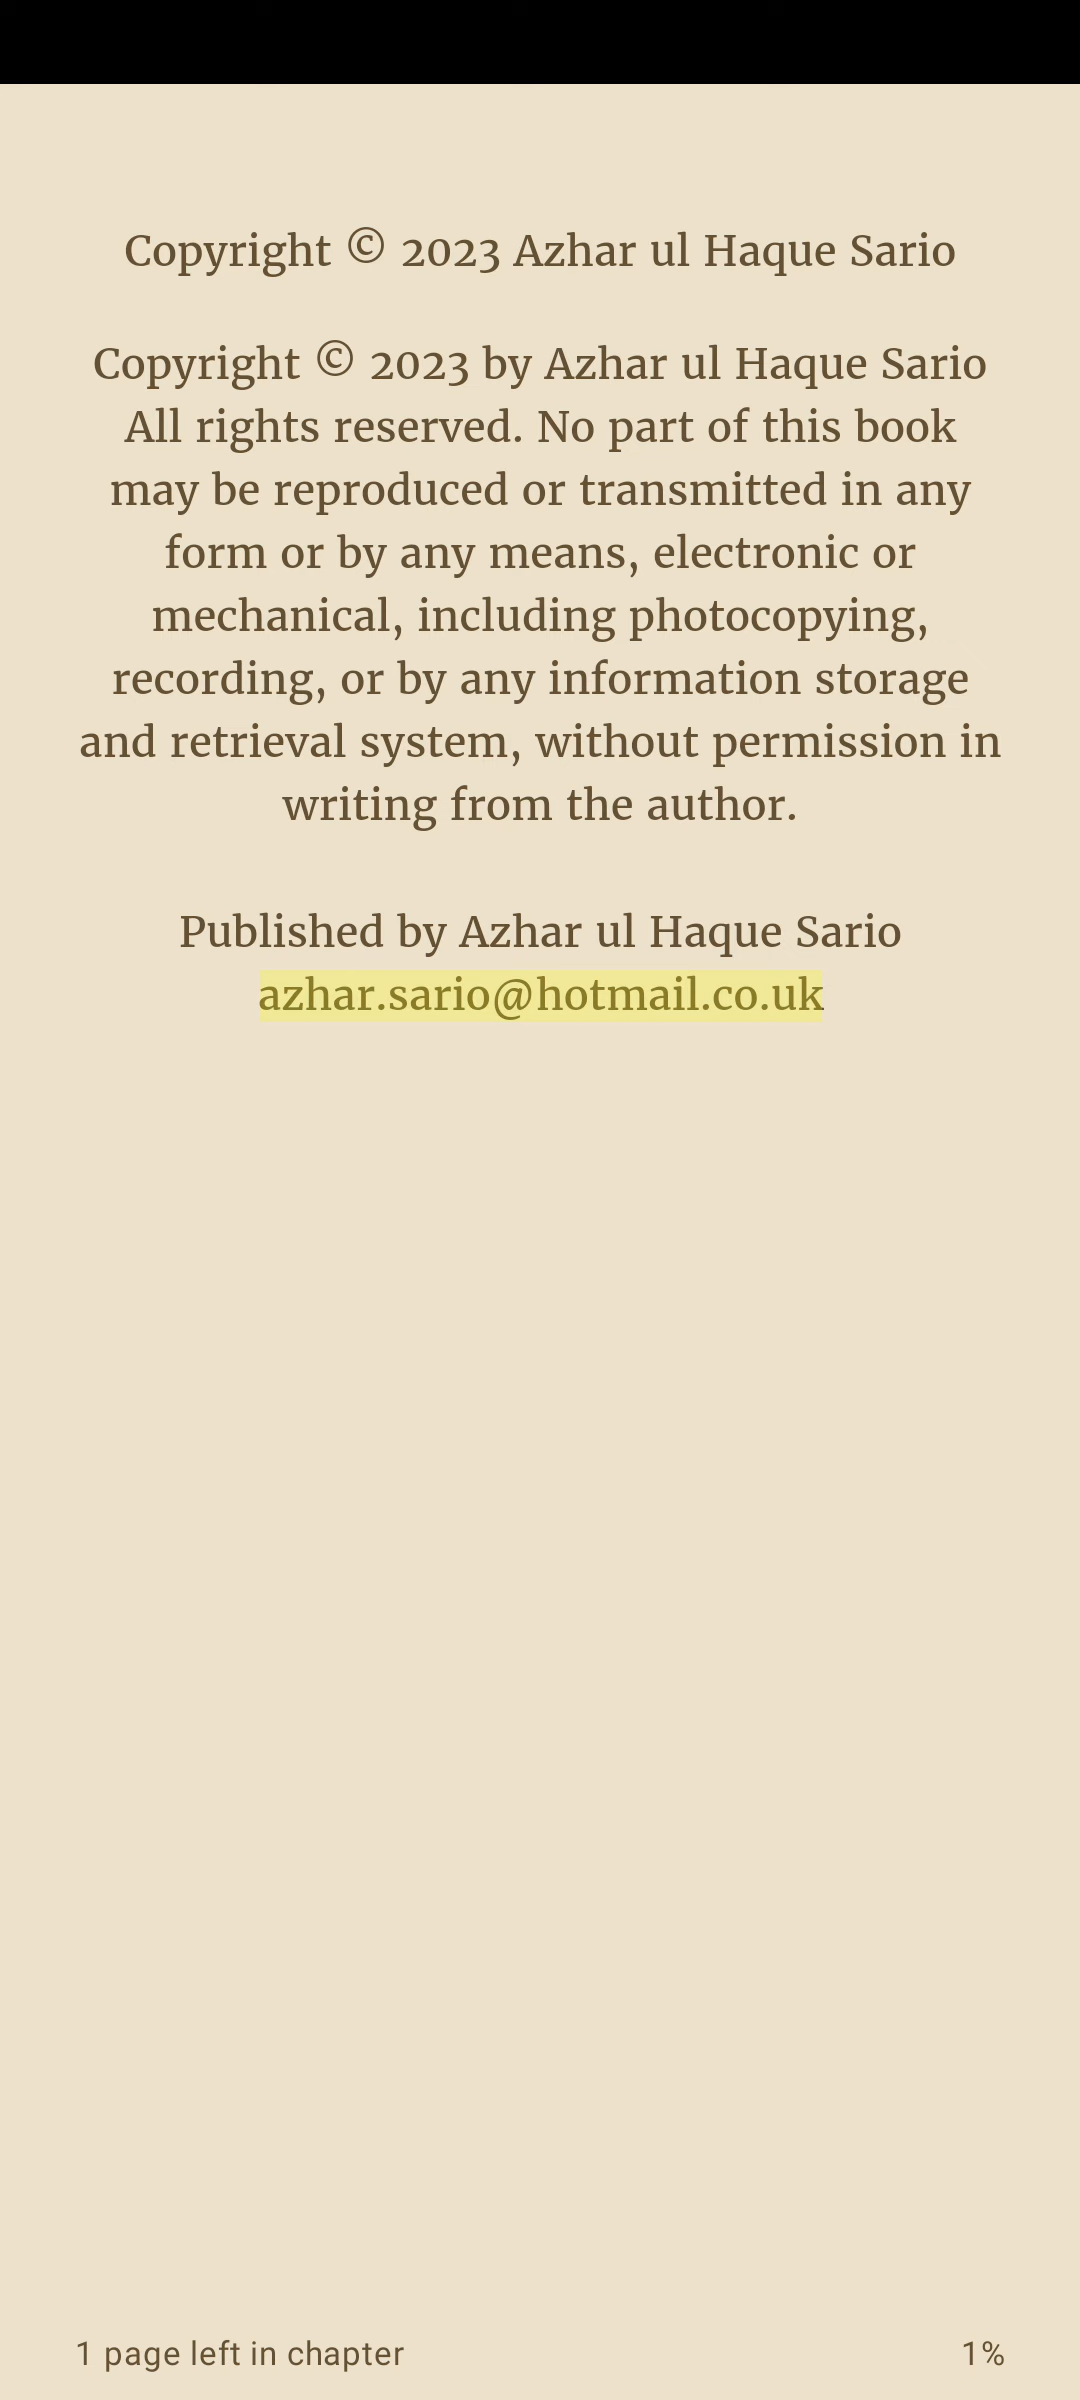 Copyright © 2023 Azhar ul Haque Sario
Copyright © 2023 by Azhar ul Haque Sario
All rights reserved. No part of this book
may be reproduced or transmitted in any
form or by any means, electronic or
mechanical, including photocopying,
recording, or by any information storage
and retrieval system, without permission in
writing from the author.
Published by Azhar ul Haque Sario
azhar.sario@hotmail.co.uk
1 page left in chapter
1%